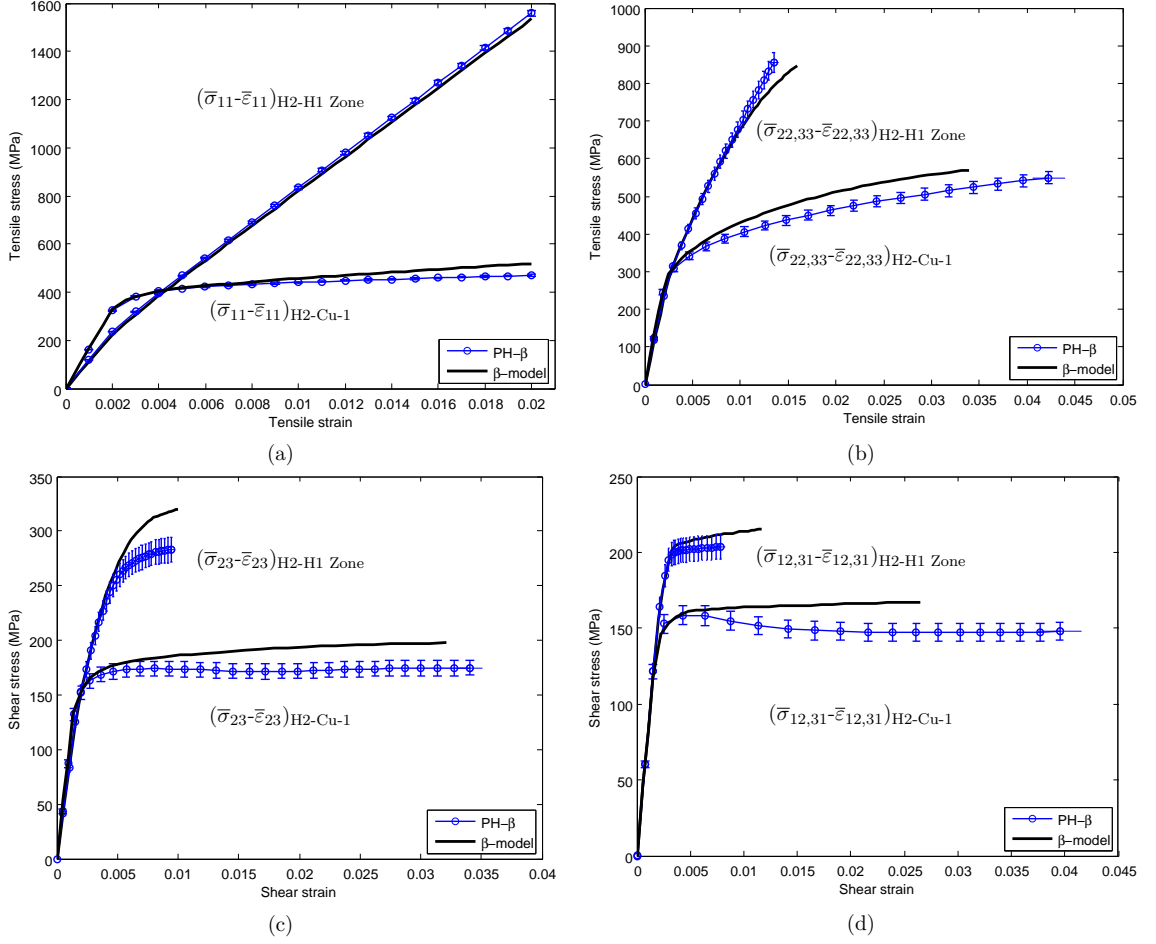 1600
1400
1200
1000
800
600
400
200
0
Tensile stress (MPa)
(σ̅11-ε̅11)H2-H1 Zone
(σ̅11-ε̅11)H2-Cu-1
PH–β
β–model
0 0.002 0.004 0.006 0.008 0.01 0.012 0.014 0.016 0.018 0.02
Tensile strain
(a)
1000
900
800
700
600
500
400
300
200
100
0
Tensile stress (MPa)
(σ̅22,33-ε̅22,33)H2-H1 Zone
(σ̅22,33-ε̅22,33)H2-Cu-1
PH–β
β–model
0 0.005 0.01 0.015 0.02 0.025 0.03 0.035 0.04 0.045 0.05
Tensile strain
(b)
350
300
250
200
150
100
50
0
Shear stress (MPa)
(σ̅23-ε̅23)H2-H1 Zone
(σ̅23-ε̅23)H2-Cu-1
PH–β
β–model
0 0.005 0.01 0.015 0.02 0.025 0.03 0.035 0.04
Shear strain
(c)
250
200
150
100
50
0
Shear stress (MPa)
(σ̅12,31-ε̅12,31)H2-H1 Zone
(σ̅12,31-ε̅12,31)H2-Cu-1
PH–β
β–model
0 0.005 0.01 0.015 0.02 0.025 0.03 0.035 0.04 0.045
Shear strain
(d)